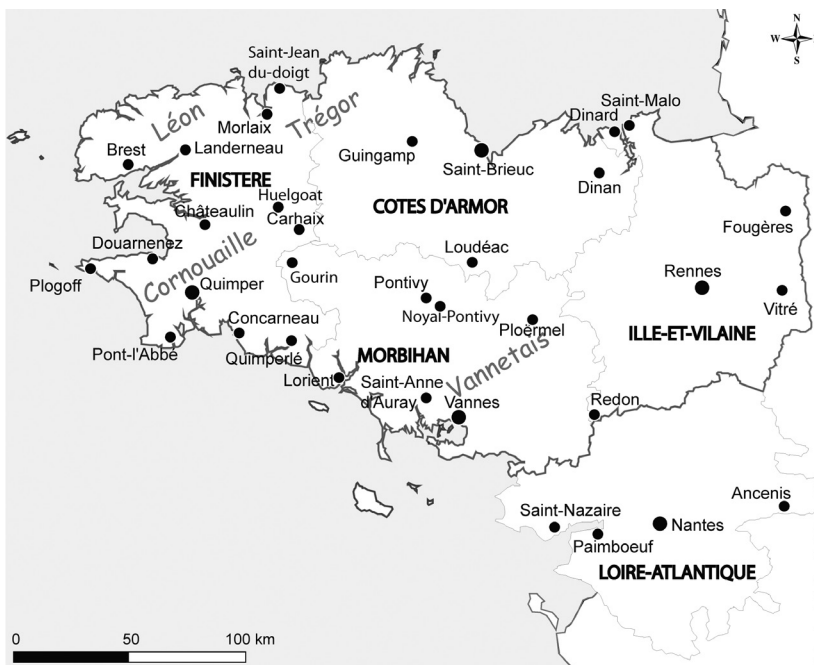 N
W E
S
Saint-Jean
du-doigt
Léon
Trégor
Morlaix
Brest
Landerneau
FINISTERE
Guingamp
Saint-Brieuc
Dinard
Saint-Malo
Dinan
COTES D'ARMOR
Huelgoat
Châteaulin
Carhaix
Fougères
Douarnenez
Cornouaille
Loudéac
Plogoff
Quimper
Gourin
Pontivy
Noyal-Pontivy
Rennes
Vitré
Concarneau
Ploërmel
ILLE-ET-VILAINE
Pont-l'Abbé
Quimperlé
MORBIHAN
Vannetais
Lorient
Saint-Anne
d'Auray
Vannes
Redon
Saint-Nazaire
Ancenis
Nantes
Paimboeuf
LOIRE-ATLANTIQUE
0 50 100 km